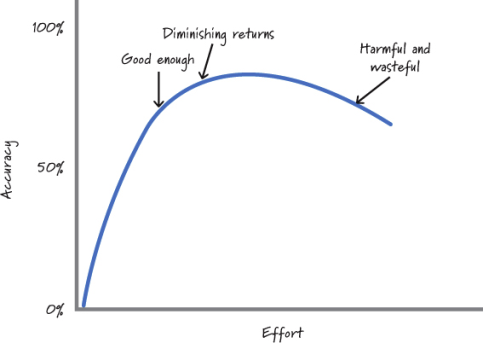 100%
Diminishing returns
Good enough
Harmful and
wasteful
50%
Accuracy
0%
Effort